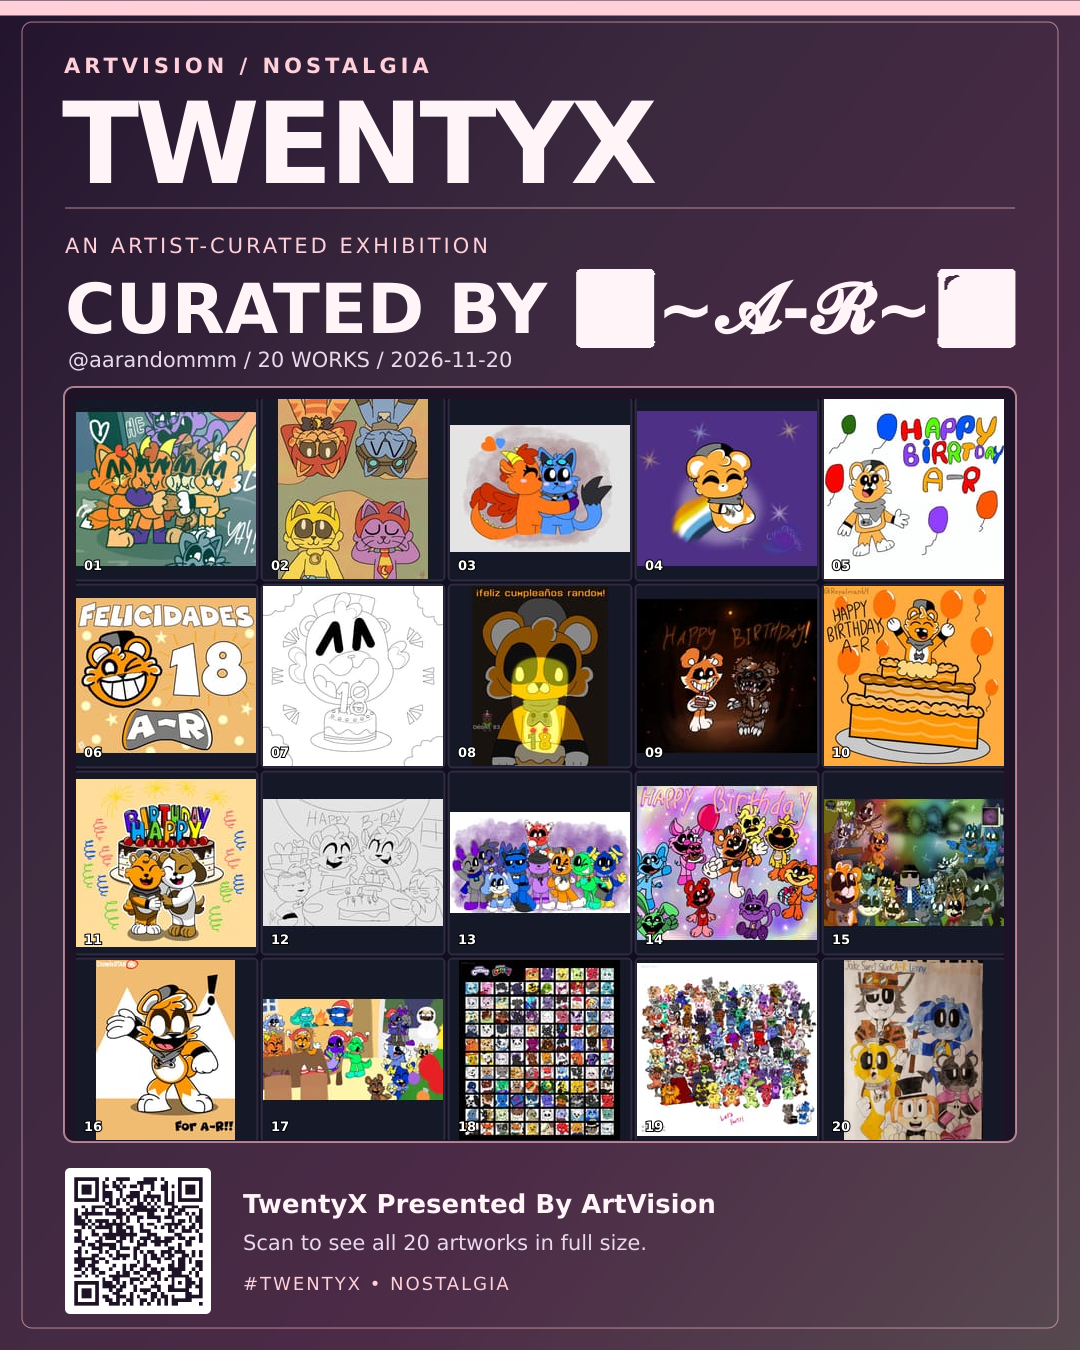 ARTVISION / NOSTALGIA
TWENTYX
AN ARTIST-CURATED EXHIBITION
CURATED BY ~𝓐-𝓡~
@aarandommm / 20 WORKS / 2026-11-20
01
02
03
04
HAPPY
BIRRTDAY
A-R
05
FELICIDADES
18
A-R
06
18
07
¡feliz cumpleaños random!
18
08
HAPPY BIRTHDAY!
09
HAPPY
BIRTHDAY
A-R
10
BIRTHDAY
HAPPY
11
HAPPY B-DAY
12
13
HAPPY Birthday
14
15
For A-R!!
16
17
18
19
20
TwentyX Presented By ArtVision
Scan to see all 20 artworks in full size.
#TWENTYX • NOSTALGIA